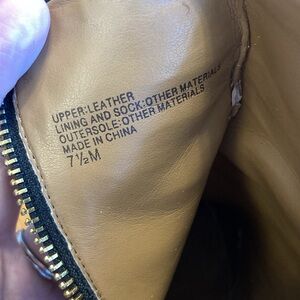 UPPER:LEATHER
LINING AND SOCK:OTHER MATERIALS
OUTERSOLE:OTHER MATERIALS
MADE IN CHINA
7½M